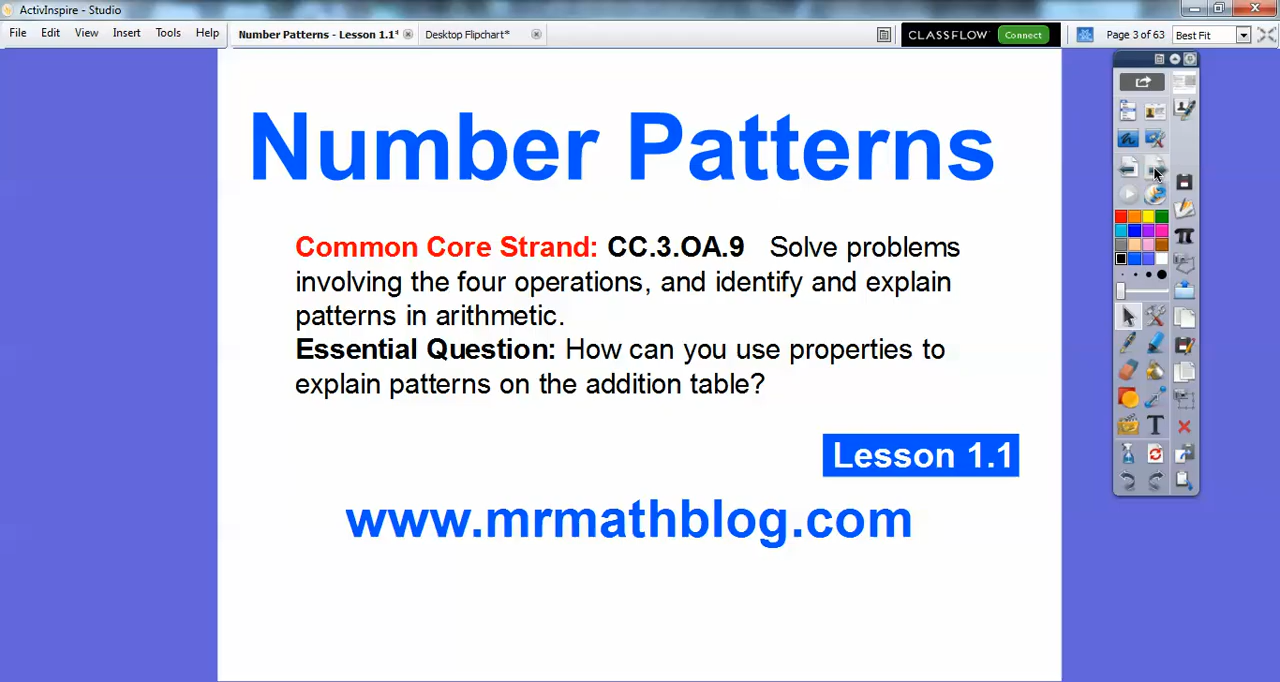 ActivInspire - Studio
File Edit View Insert Tools Help
Number Patterns - Lesson 1.1* Desktop Flipchart*
CLASSFLOW Connect
Page 3 of 63 Best Fit
Number Patterns
Common Core Strand: CC.3.OA.9 Solve problems
involving the four operations, and identify and explain
patterns in arithmetic.
Essential Question: How can you use properties to
explain patterns on the addition table?
Lesson 1.1
www.mrmathblog.com
T